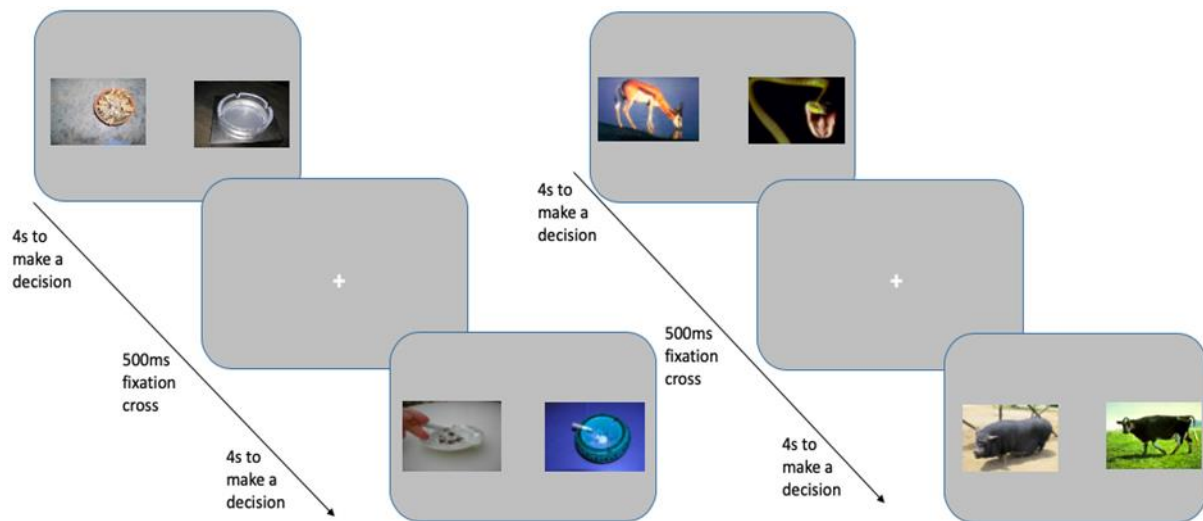 4s to
make a
decision
500ms
fixation
cross
4s to
make a
decision
4s to
make a
decision
500ms
fixation
cross
4s to
make a
decision